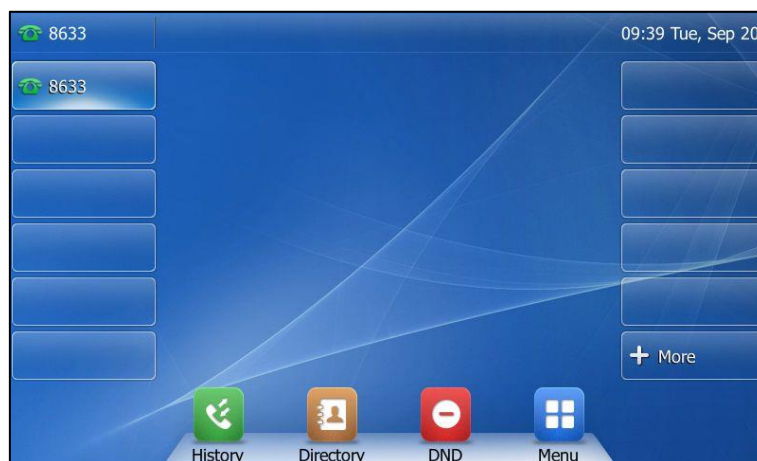 8633
09:39 Tue, Sep 20
8633
More
History
Directory
DND
Menu